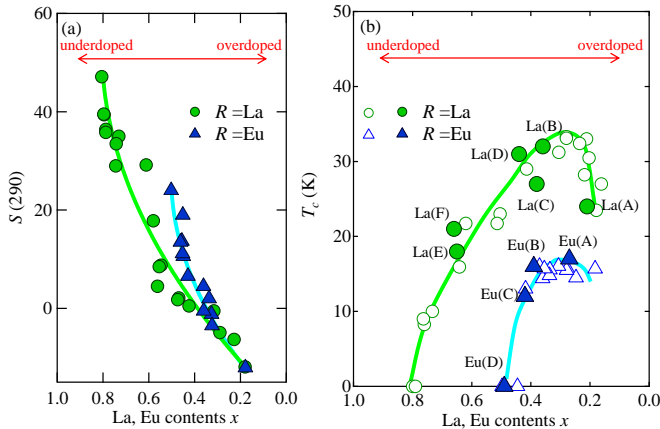 (a)
underdoped
overdoped
R =La
R =Eu
60
40
20
0
S (290)
1.0
0.8
0.6
0.4
0.2
0.0
La, Eu contents x
(b)
underdoped
overdoped
R =La
R =Eu
La(B)
La(D)
La(C)
La(A)
La(F)
La(E)
Eu(B)
Eu(A)
Eu(C)
Eu(D)
50
40
30
20
10
0
Tc (K)
1.0
0.8
0.6
0.4
0.2
0.0
La, Eu contents x